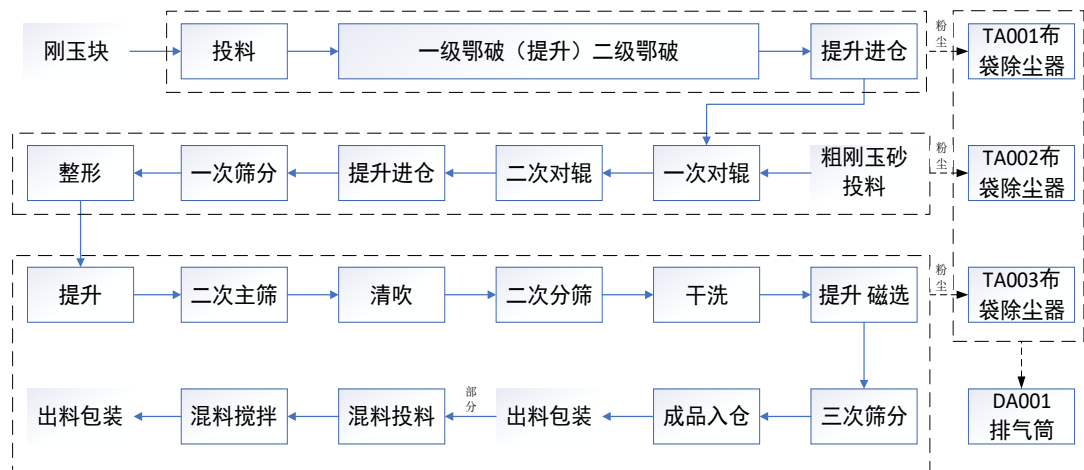 刚玉块
投料
一级鄂破（提升）二级鄂破
提升进仓
粉尘
TA001布
袋除尘器
整形
一次筛分
提升进仓
二次对辊
一次对辊
粗刚玉砂
投料
粉尘
TA002布
袋除尘器
提升
二次主筛
清吹
二次分筛
干洗
提升 磁选
粉尘
TA003布
袋除尘器
出料包装
混料搅拌
混料投料
部分
出料包装
成品入仓
三次筛分
DA001
排气筒